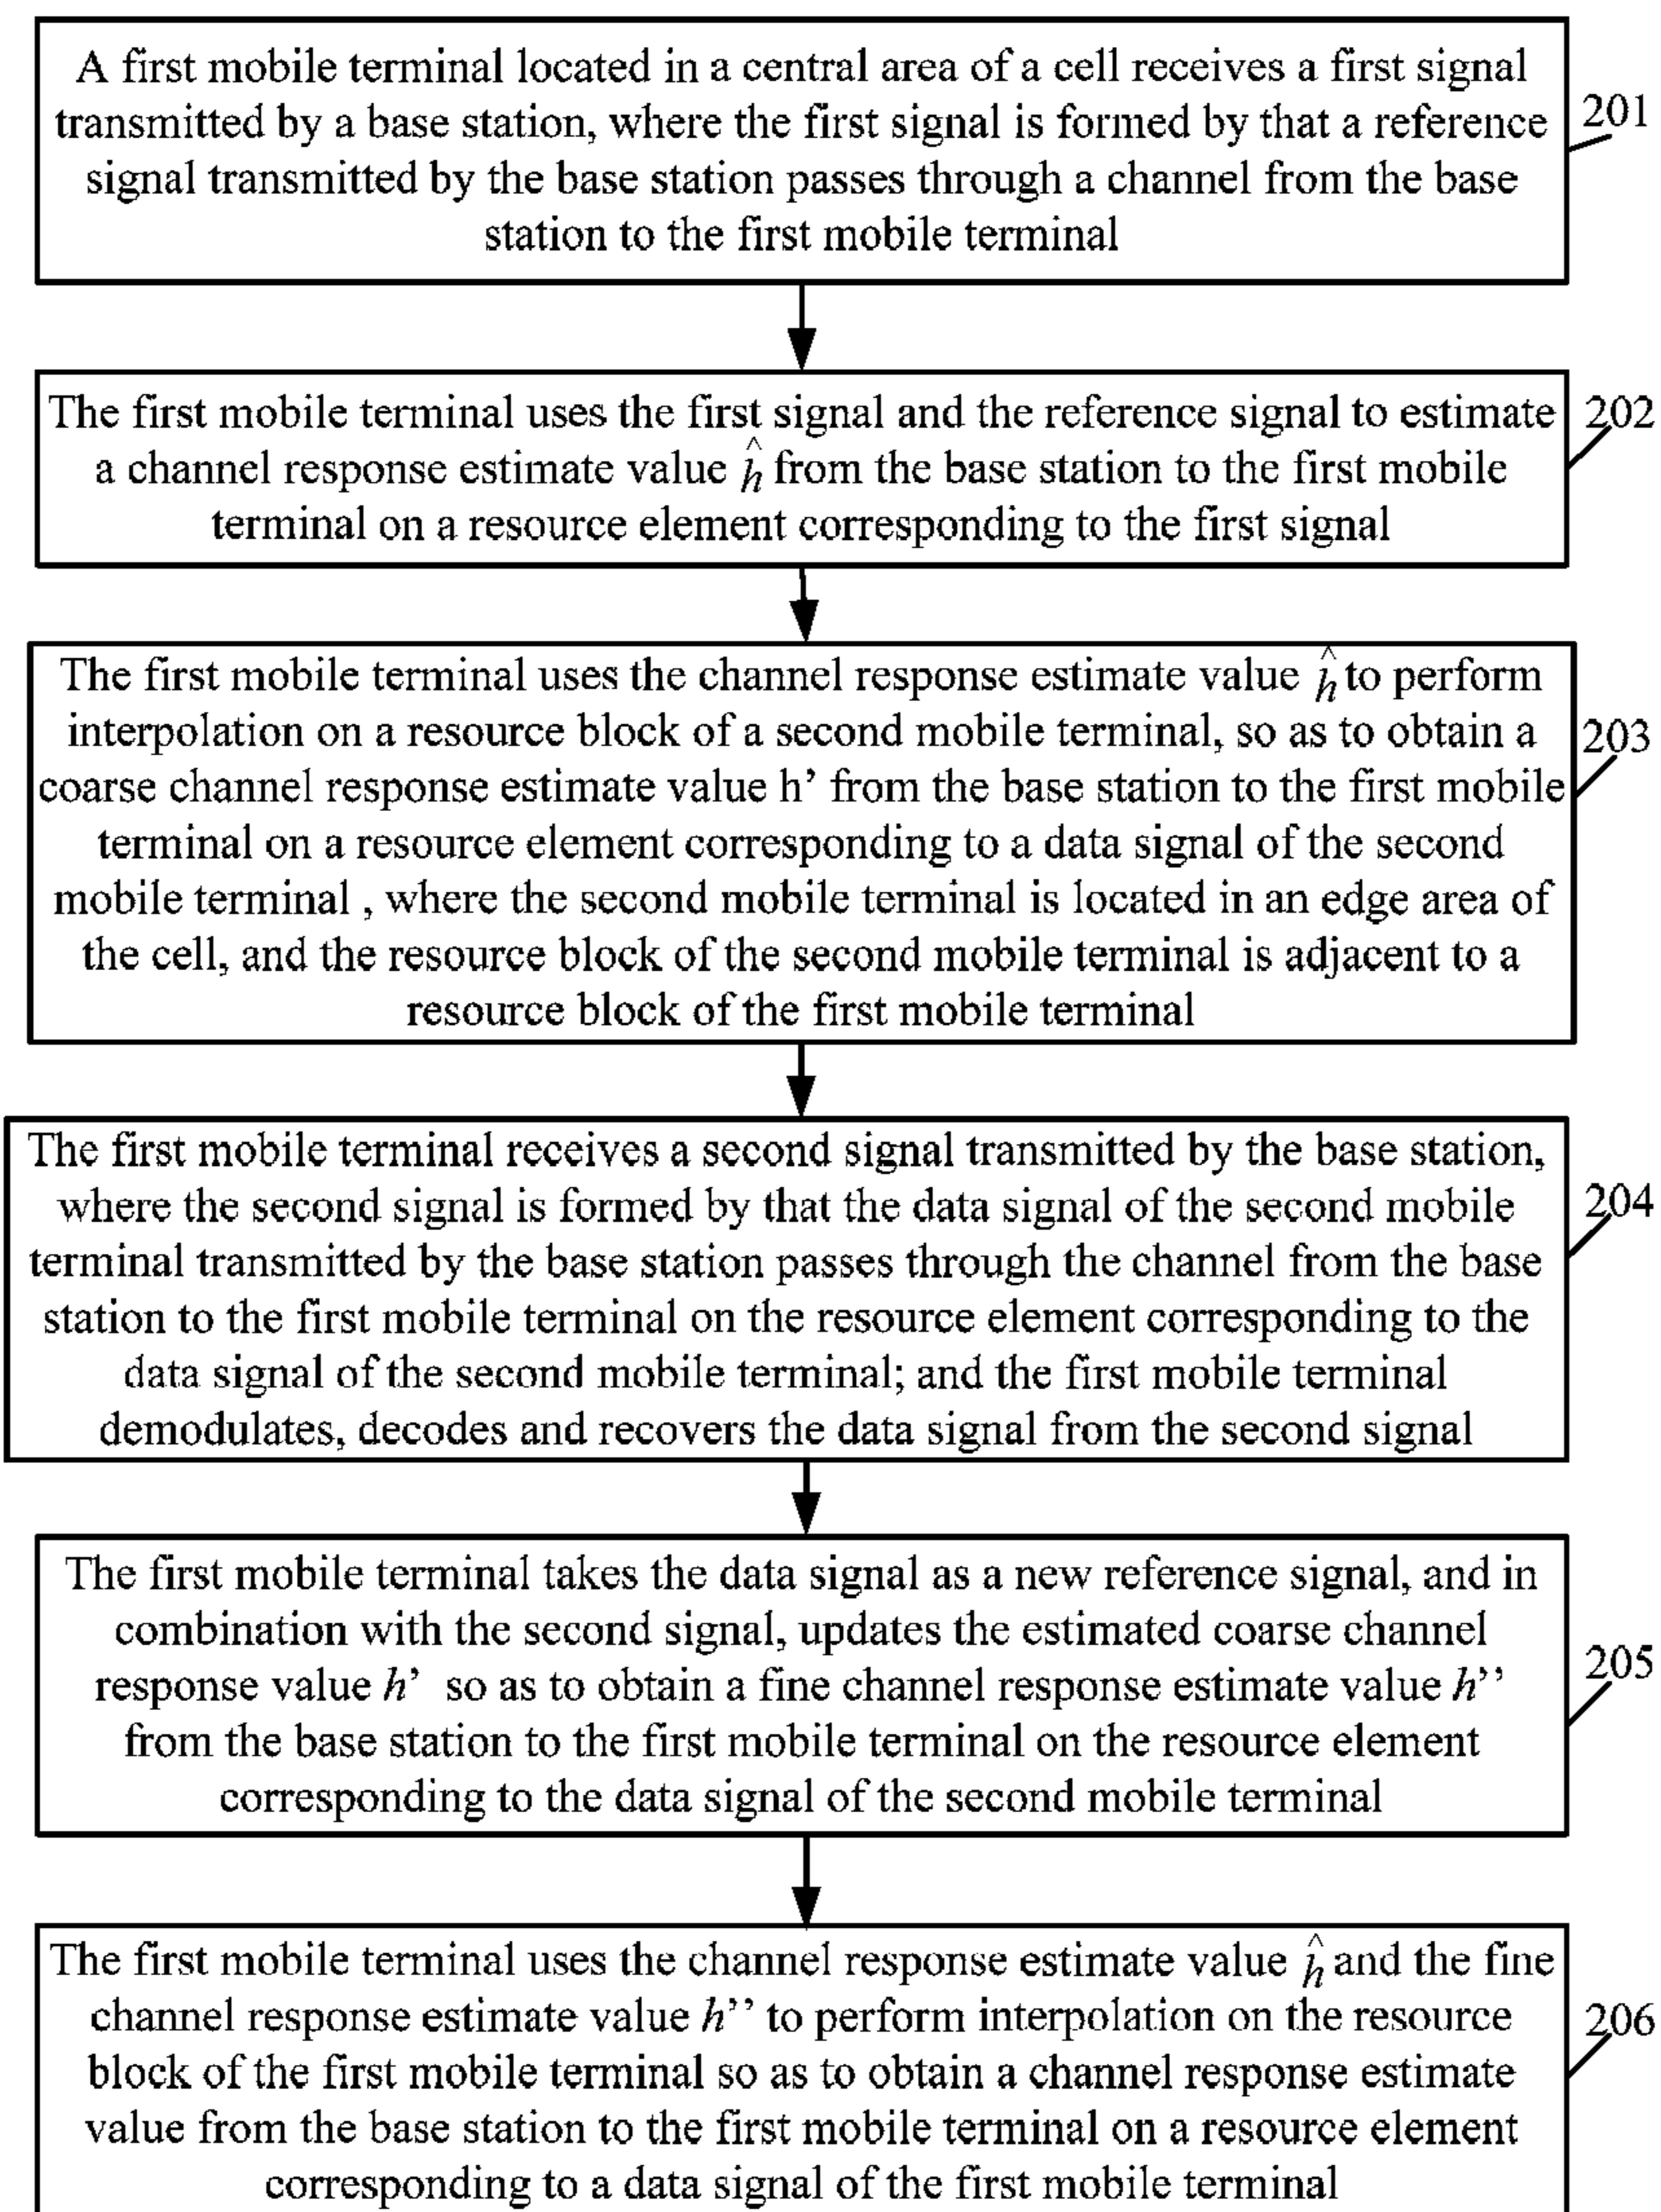 A first mobile terminal located in a central area of a cell receives a first signal
transmitted by a base station, where the first signal is formed by that a reference
signal transmitted by the base station passes through a channel from the base
station to the first mobile terminal
201
The first mobile terminal uses the first signal and the reference signal to estimate
a channel response estimate value ĥ from the base station to the first mobile
terminal on a resource element corresponding to the first signal
202
The first mobile terminal uses the channel response estimate value ĥ to perform
interpolation on a resource block of a second mobile terminal, so as to obtain a
coarse channel response estimate value h’ from the base station to the first mobile
terminal on a resource element corresponding to a data signal of the second
mobile terminal , where the second mobile terminal is located in an edge area of
the cell, and the resource block of the second mobile terminal is adjacent to a
resource block of the first mobile terminal
203
The first mobile terminal receives a second signal transmitted by the base station,
where the second signal is formed by that the data signal of the second mobile
terminal transmitted by the base station passes through the channel from the base
station to the first mobile terminal on the resource element corresponding to the
data signal of the second mobile terminal; and the first mobile terminal
demodulates, decodes and recovers the data signal from the second signal
204
The first mobile terminal takes the data signal as a new reference signal, and in
combination with the second signal, updates the estimated coarse channel
response value h’ so as to obtain a fine channel response estimate value h’’
from the base station to the first mobile terminal on the resource element
corresponding to the data signal of the second mobile terminal
205
The first mobile terminal uses the channel response estimate value ĥ and the fine
channel response estimate value h’’ to perform interpolation on the resource
block of the first mobile terminal so as to obtain a channel response estimate
value from the base station to the first mobile terminal on a resource element
corresponding to a data signal of the first mobile terminal
206